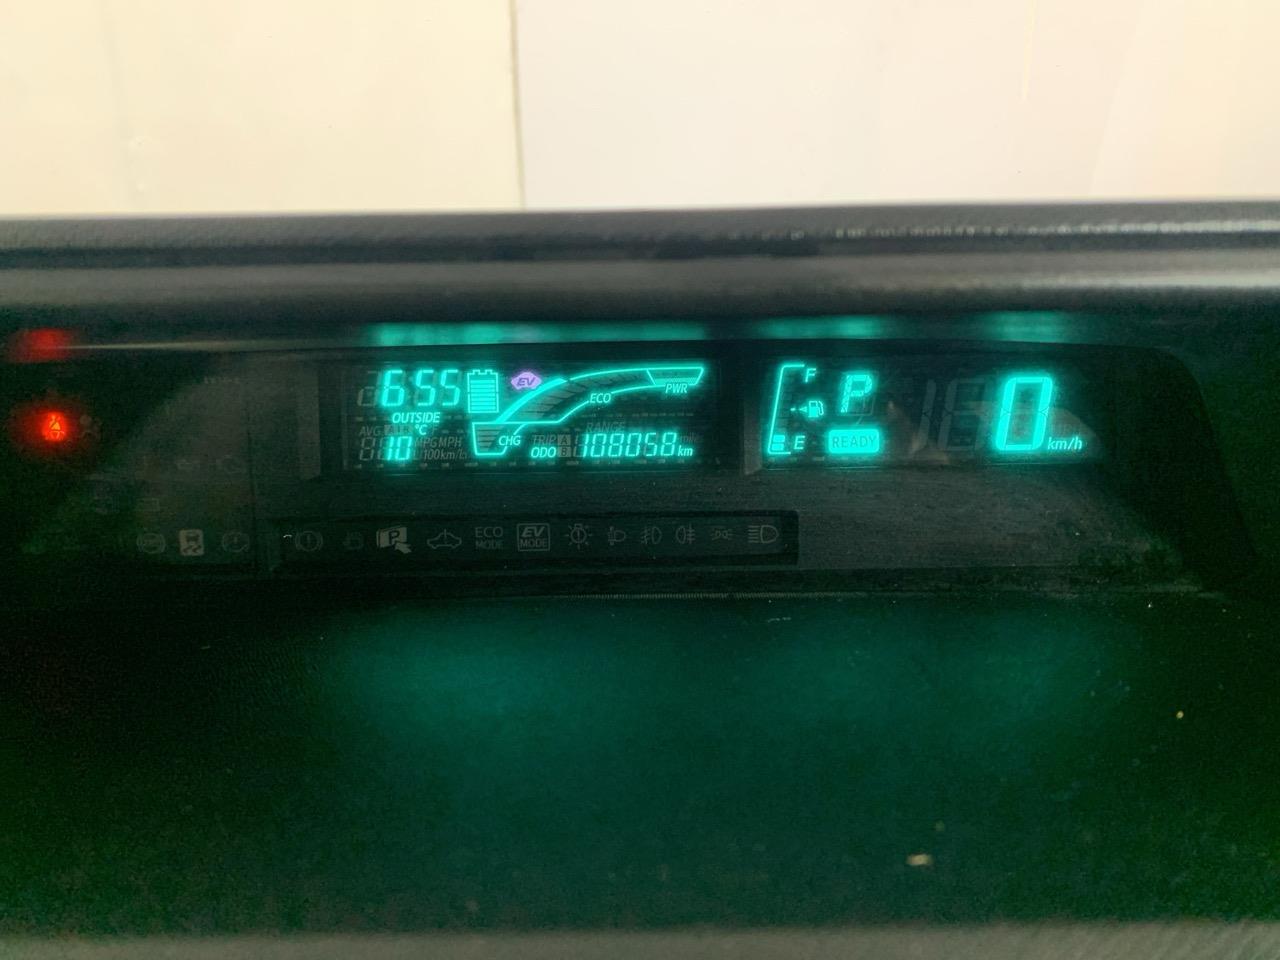 6:55 EV
OUTSIDE ECO PWR
AVG A B °C
10 MPG MPH CHG TRIP A RANGE
L/100km/L ODO B 108058 km
F P
E READY
0 km/h
P ECO MODE EV MODE